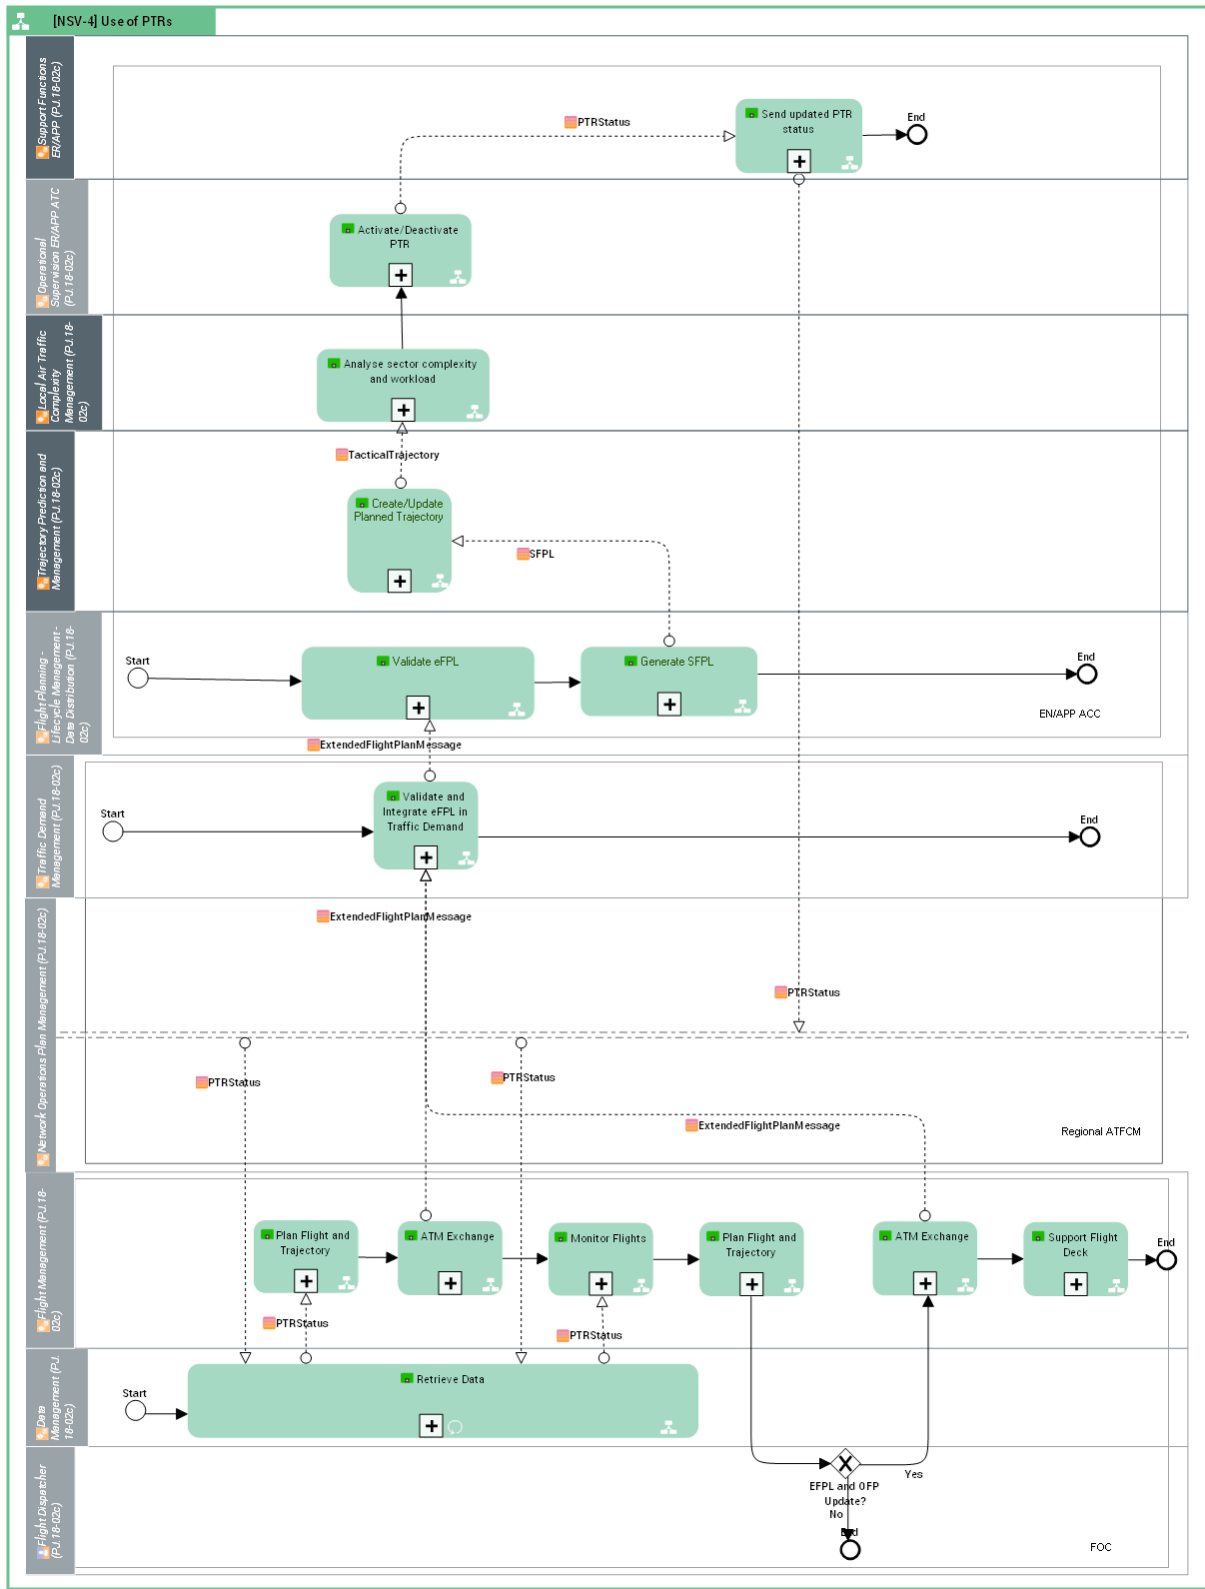 [NSV-4] Use of PTRs
Support Functions
ER/APP (PJ.18-02c)
PTRStatus
Send updated PTR
status
End
Operational
Supervision ER/APP ATC
(PJ.18-02c)
Activate/Deactivate
PTR
Local Air Traffic
Complexity
Management (PJ.18-
02c)
Analyse sector complexity
and workload
TacticalTrajectory
Trajectory Prediction and
Management (PJ.18-02c)
Create/Update
Planned Trajectory
SFPL
Flight Planning -
Lifecycle Management -
Data Distribution (PJ.18-
02c)
Start
Validate eFPL
Generate SFPL
End
EN/APP ACC
ExtendedFlightPlanMessage
Traffic Demand
Management (PJ.18-02c)
Start
Validate and
Integrate eFPL in
Traffic Demand
End
Network Operations Plan Management (PJ.18-02c)
ExtendedFlightPlanMessage
PTRStatus
PTRStatus
PTRStatus
ExtendedFlightPlanMessage
Regional ATFCM
Flight Management (PJ.18-
02c)
Plan Flight and
Trajectory
ATM Exchange
Monitor Flights
Plan Flight and
Trajectory
ATM Exchange
Support Flight
Deck
End
PTRStatus
PTRStatus
Data
Management (PJ.
18-02c)
Start
Retrieve Data
Flight Dispatcher
(PJ.18-02c)
Yes
EFPL and OFP
Update?
No
End
FOC